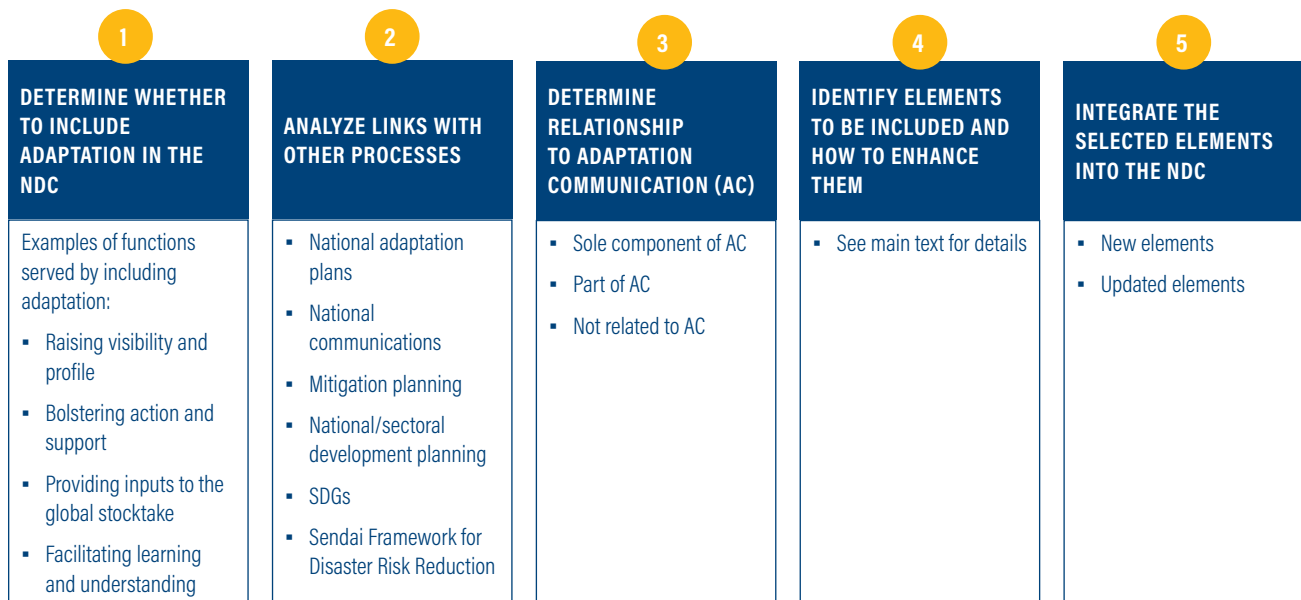 1
DETERMINE WHETHER
TO INCLUDE
ADAPTATION IN THE
NDC
Examples of functions
served by including
adaptation:
▪ Raising visibility and
profile
▪ Bolstering action and
support
▪ Providing inputs to the
global stocktake
▪ Facilitating learning
and understanding
2
ANALYZE LINKS WITH
OTHER PROCESSES
▪ National adaptation
plans
▪ National
communications
▪ Mitigation planning
▪ National/sectoral
development planning
▪ SDGs
▪ Sendai Framework for
Disaster Risk Reduction
3
DETERMINE
RELATIONSHIP
TO ADAPTATION
COMMUNICATION (AC)
▪ Sole component of AC
▪ Part of AC
▪ Not related to AC
4
IDENTIFY ELEMENTS
TO BE INCLUDED AND
HOW TO ENHANCE
THEM
▪ See main text for details
5
INTEGRATE THE
SELECTED ELEMENTS
INTO THE NDC
▪ New elements
▪ Updated elements